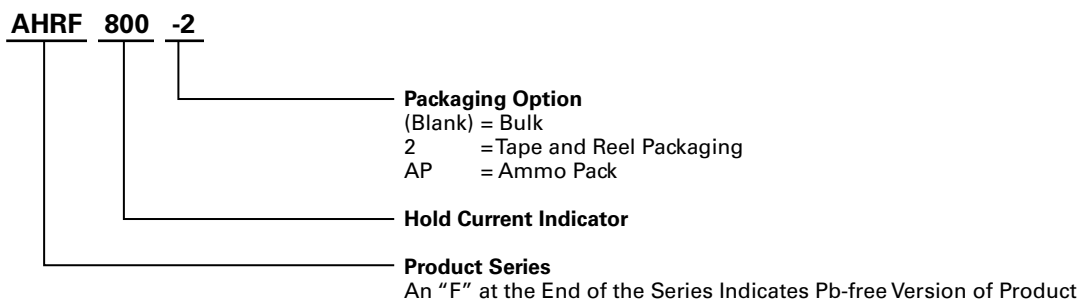 AHRF 800 -2
Packaging Option
(Blank) = Bulk
2 = Tape and Reel Packaging
AP = Ammo Pack
Hold Current Indicator
Product Series
An “F” at the End of the Series Indicates Pb-free Version of Product